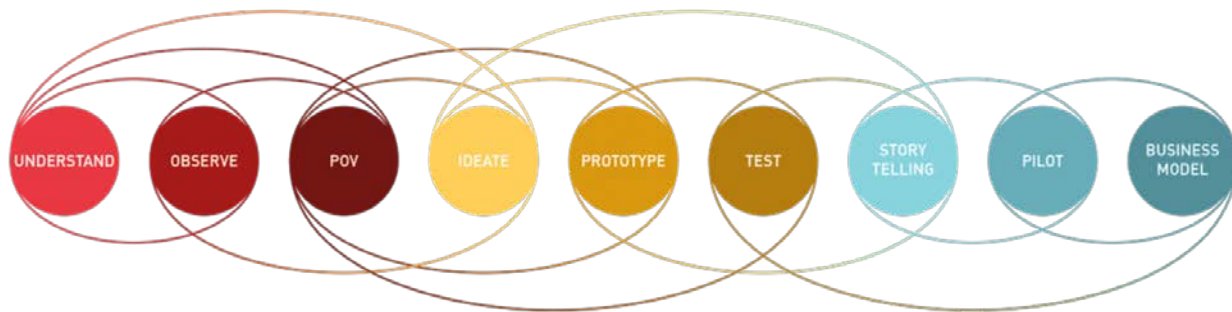 UNDERSTAND
OBSERVE
POV
IDEATE
PROTOTYPE
TEST
STORY
TELLING
PILOT
BUSINESS
MODEL